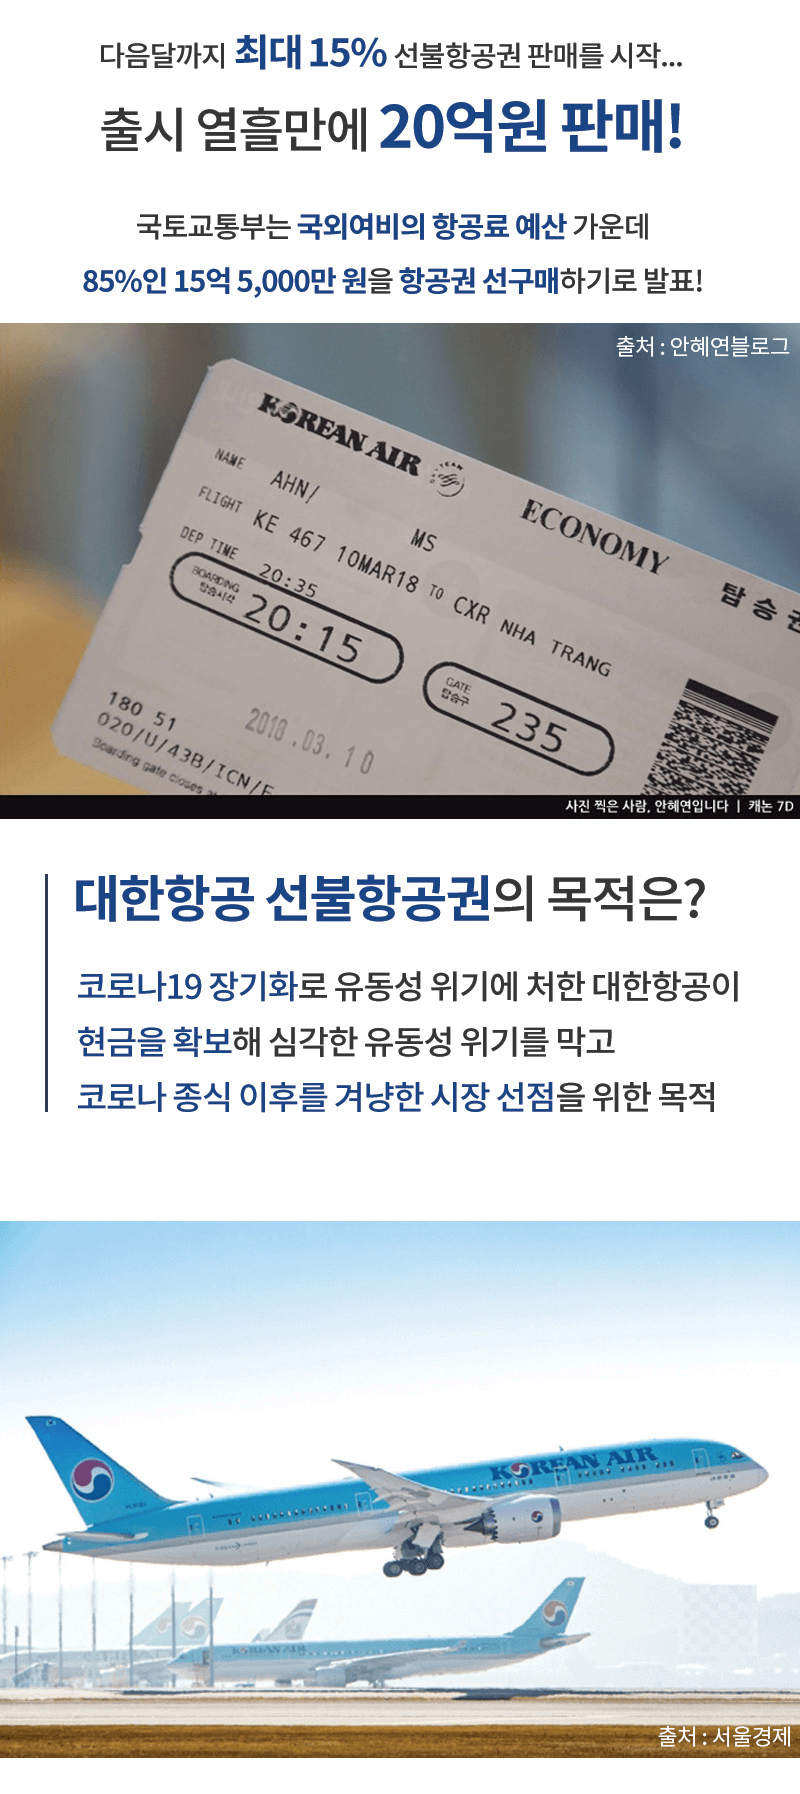 다음달까지 최대 15% 선불항공권 판매를 시작...
출시 열흘만에 20억원 판매!
국토교통부는 국외여비의 항공료 예산 가운데
85%인 15억 5,000만 원을 항공권 선구매하기로 발표!
출처 : 안혜연블로그
KOREAN AIR
ECONOMY
탑승권
NAME AHN/ MS
FLIGHT KE 467 10MAR18 TO CXR NHA TRANG
DEP TIME 20:35
BOARDING
탑승시각 20:15
GATE
탑승구 235
180 51
2018.03.10
020/U/43B/ICN/F
Boarding gate closes
사진 찍은 사람, 안혜연입니다 | 캐논 7D
대한항공 선불항공권의 목적은?
코로나19 장기화로 유동성 위기에 처한 대한항공이
현금을 확보해 심각한 유동성 위기를 막고
코로나 종식 이후를 겨냥한 시장 선점을 위한 목적
KOREAN AIR
KOREAN AIR
출처 : 서울경제